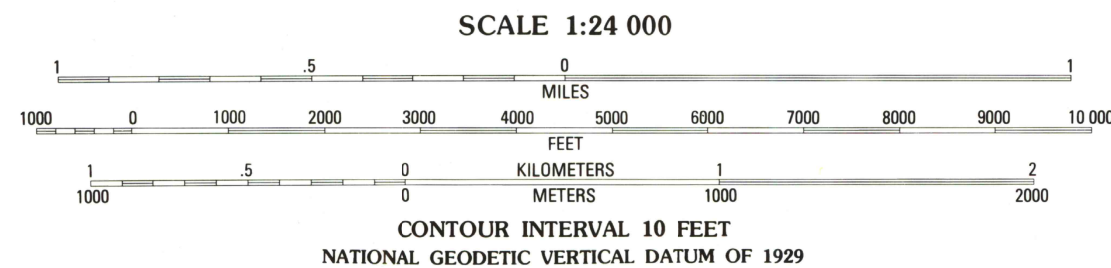 SCALE 1:24 000
1 .5 0 1
MILES
1000 0 1000 2000 3000 4000 5000 6000 7000 8000 9000 10 000
FEET
1 .5 0 KILOMETERS 1 2
1000 0 METERS 1000 2000
CONTOUR INTERVAL 10 FEET
NATIONAL GEODETIC VERTICAL DATUM OF 1929